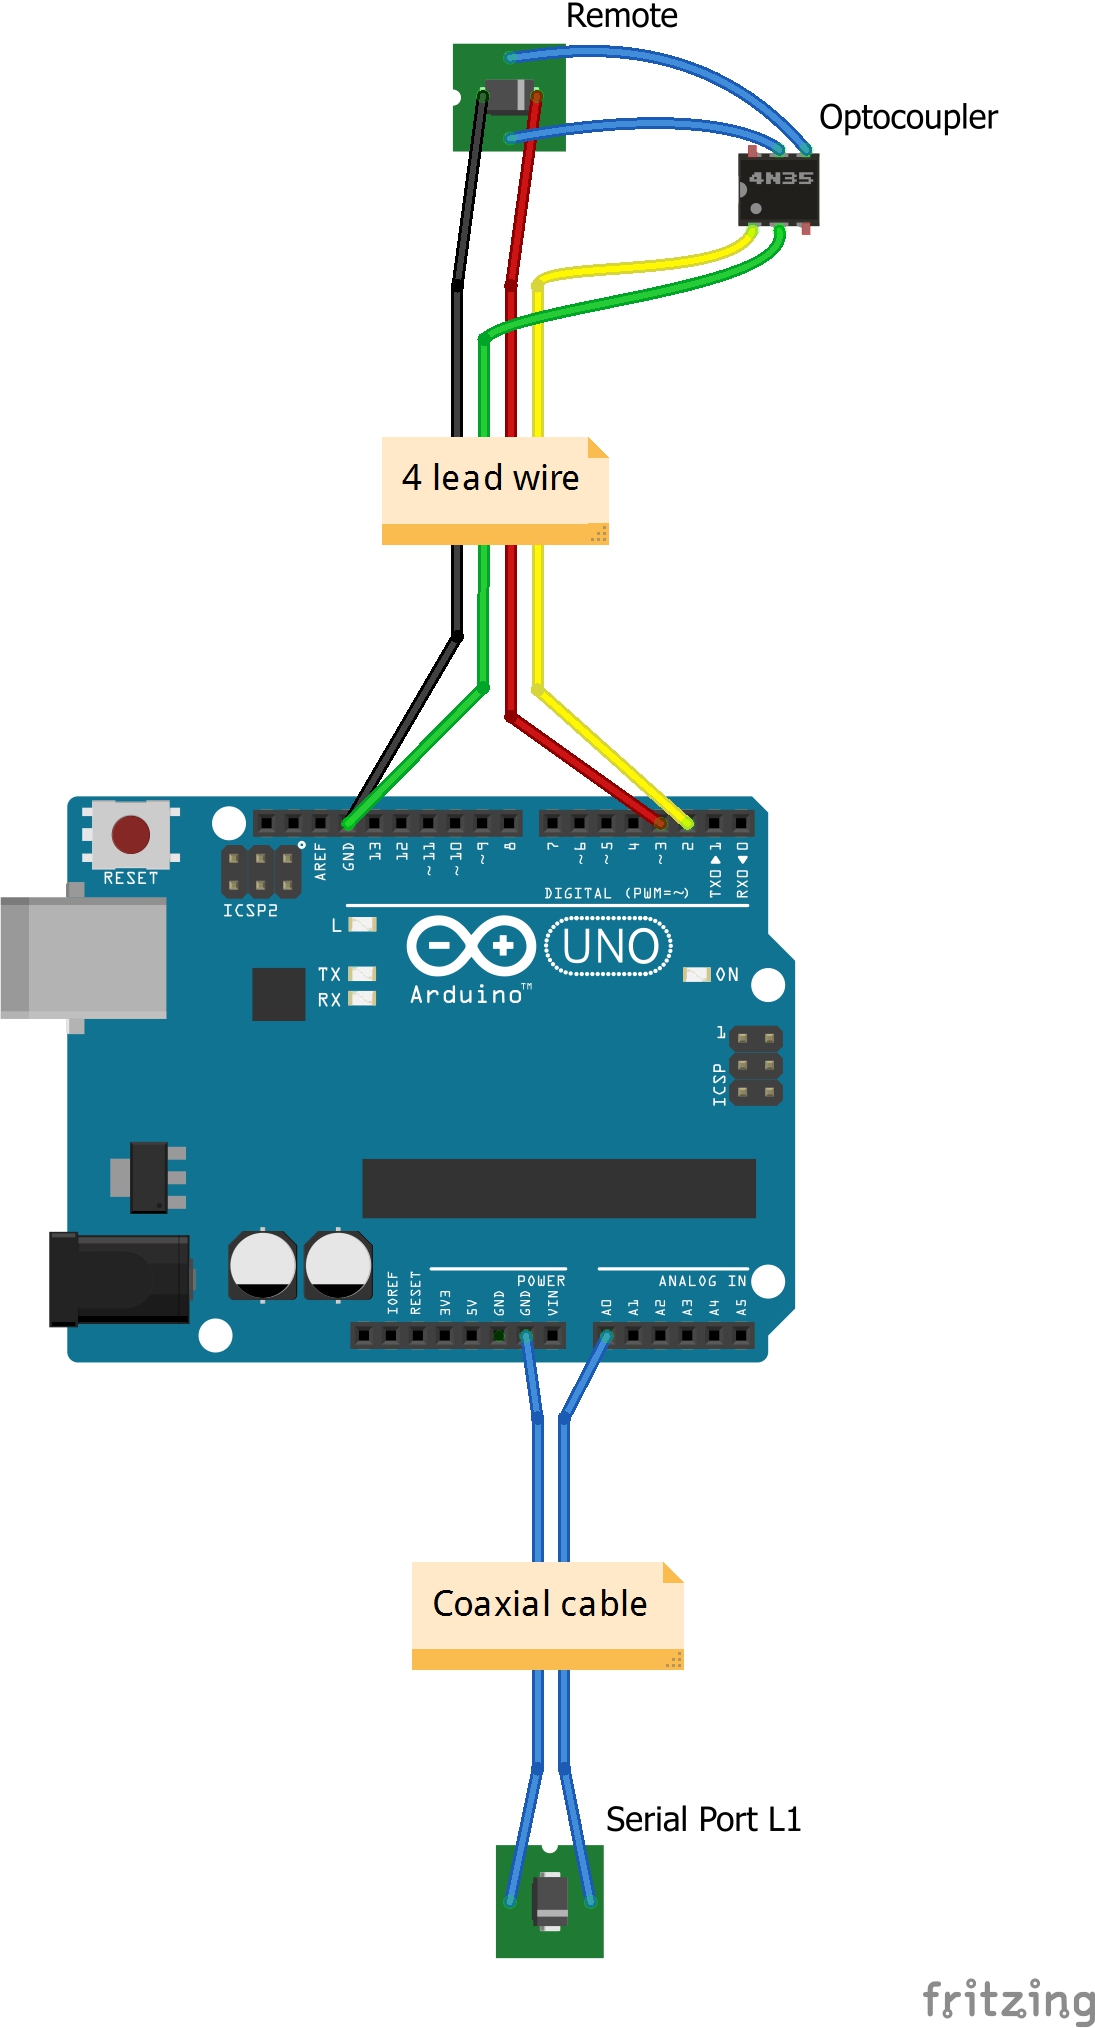 Remote
Optocoupler
4N35
4 lead wire
RESET
ICSP2
AREF
GND
13
12
~11
~10
~9
8
7
~6
~5
4
~3
2
TX0▶1
RX0◀0
DIGITAL (PWM=~)
L
TX
RX
Arduino™
UNO
ON
1
ICSP
IOREF
RESET
3V3
5V
GND
GND
VIN
POWER
A0
A1
A2
A3
A4
A5
ANALOG IN
Coaxial cable
Serial Port L1
fritzing